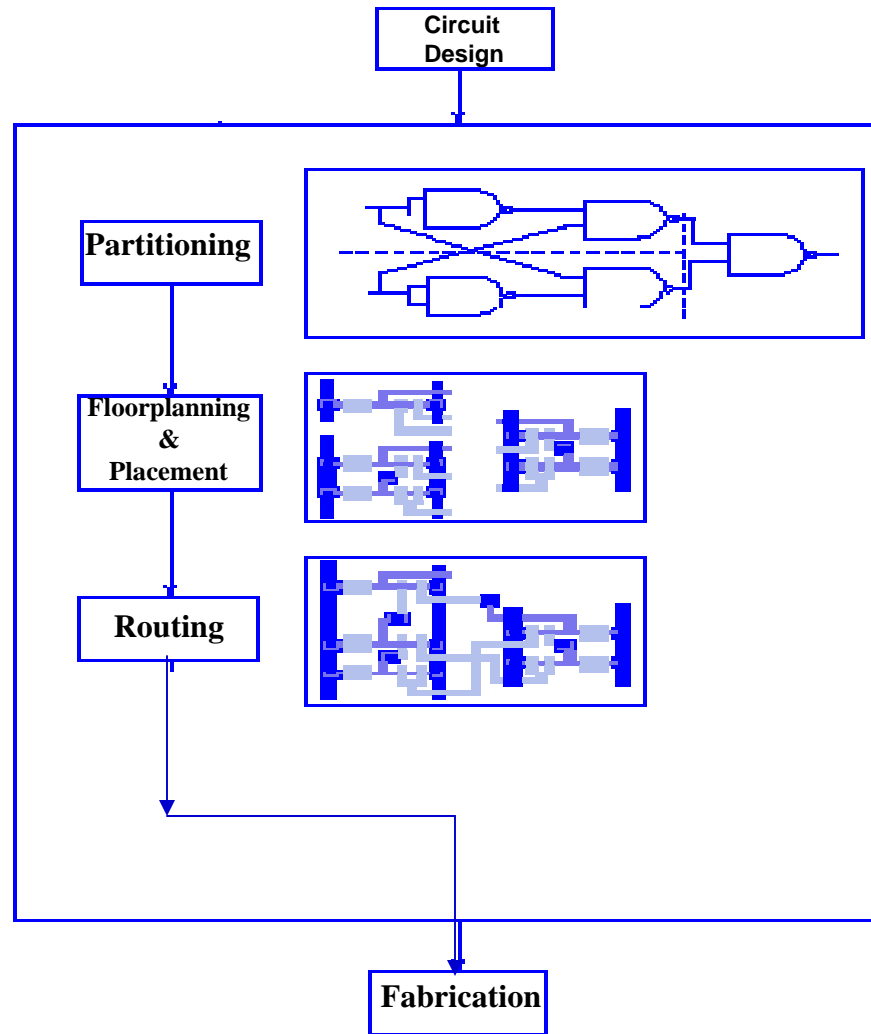 Circuit
Design
Partitioning
Floorplanning
&
Placement
Routing
Fabrication